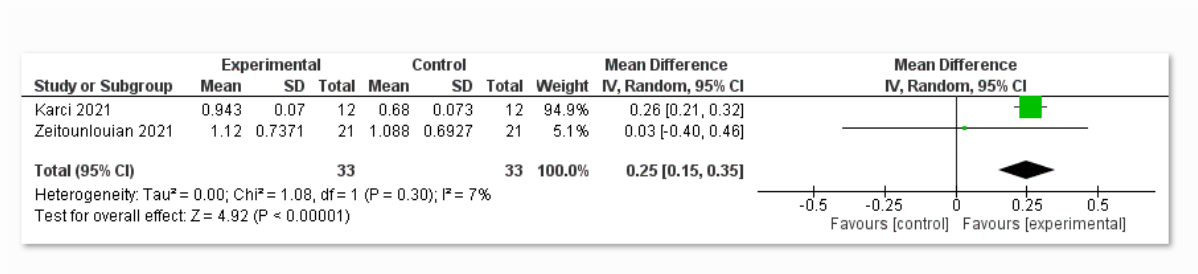 Experimental Control Mean Difference Mean Difference
Study or Subgroup Mean SD Total Mean SD Total Weight IV, Random, 95% CI IV, Random, 95% CI
Karci 2021 0.943 0.07 12 0.68 0.073 12 94.9% 0.26 [0.21, 0.32]
Zeitounlouian 2021 1.12 0.7371 21 1.088 0.6927 21 5.1% 0.03 [-0.40, 0.46]
Total (95% CI) 33 33 100.0% 0.25 [0.15, 0.35]
Heterogeneity: Tau² = 0.00; Chi² = 1.08, df = 1 (P = 0.30); I² = 7%
Test for overall effect: Z = 4.92 (P < 0.00001)
-0.5 -0.25 0 0.25 0.5
Favours [control] Favours [experimental]